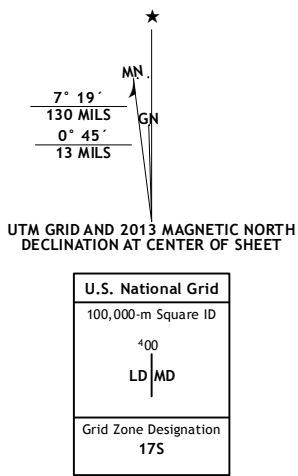 ★
MN
7° 19´
130 MILS
GN
0° 45´
13 MILS
UTM GRID AND 2013 MAGNETIC NORTH
DECLINATION AT CENTER OF SHEET
U.S. National Grid
100,000-m Square ID
⁴00
LD MD
Grid Zone Designation
17S